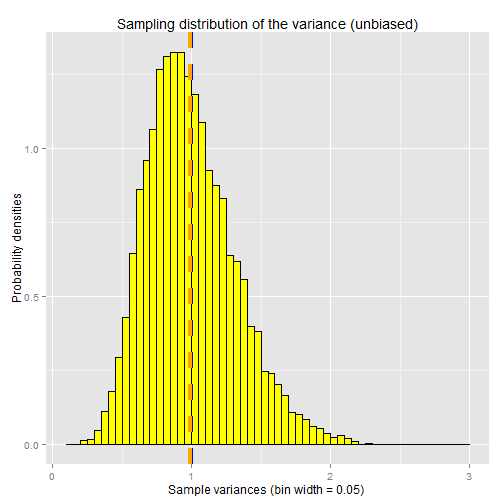 Sampling distribution of the variance (unbiased)
Probability densities
1.0
0.5
0.0
0
1
2
3
Sample variances (bin width = 0.05)